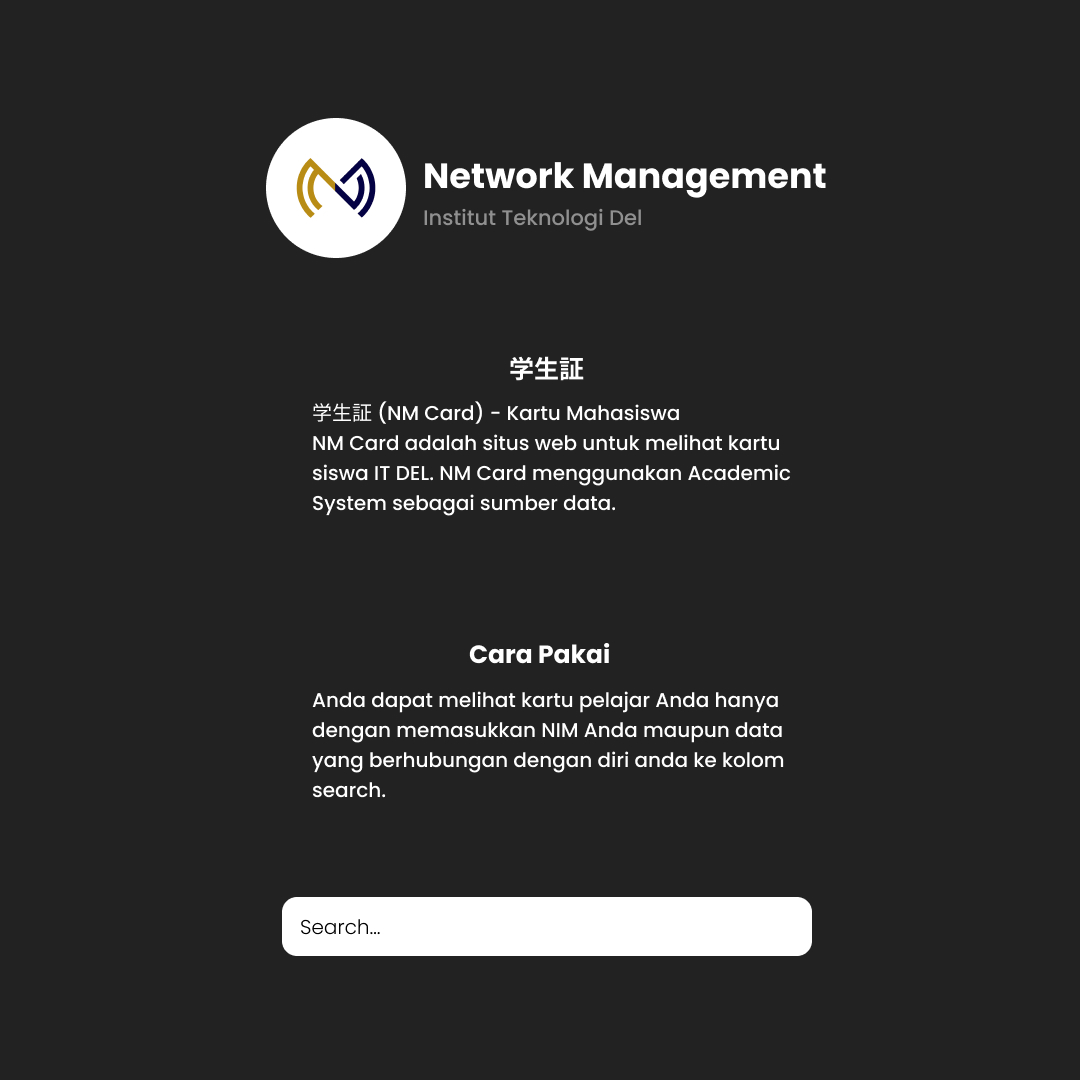 Network Management
Institut Teknologi Del
学生証
学生証 (NM Card) - Kartu Mahasiswa
NM Card adalah situs web untuk melihat kartu
siswa IT DEL. NM Card menggunakan Academic
System sebagai sumber data.
Cara Pakai
Anda dapat melihat kartu pelajar Anda hanya
dengan memasukkan NIM Anda maupun data
yang berhubungan dengan diri anda ke kolom
search.
Search...